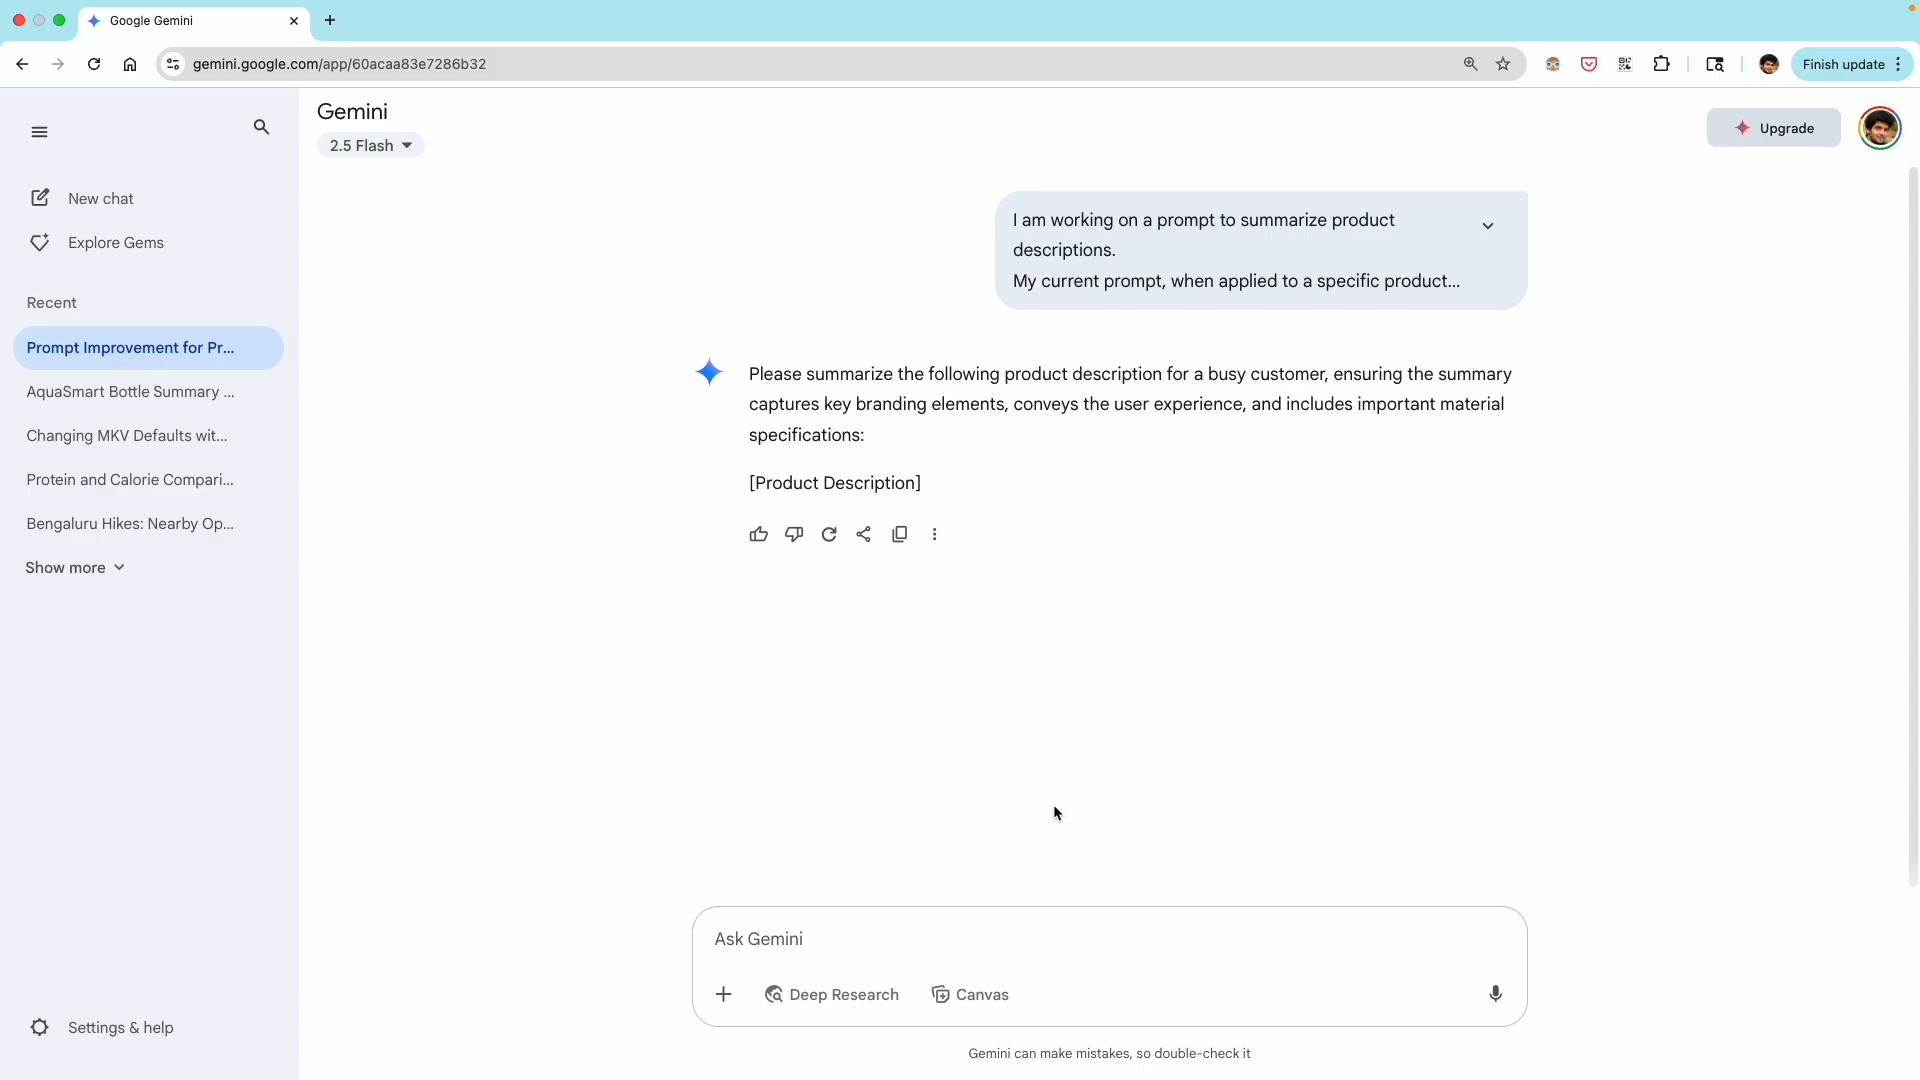 Google Gemini
gemini.google.com/app/60acaa83e7286b32
Finish update
Gemini
2.5 Flash
Upgrade
New chat
Explore Gems
Recent
Prompt Improvement for Pr...
AquaSmart Bottle Summary ...
Changing MKV Defaults wit...
Protein and Calorie Compari...
Bengaluru Hikes: Nearby Op...
Show more
Settings & help
I am working on a prompt to summarize product
descriptions.
My current prompt, when applied to a specific product...
Please summarize the following product description for a busy customer, ensuring the summary
captures key branding elements, conveys the user experience, and includes important material
specifications:
[Product Description]
Ask Gemini
Deep Research
Canvas
Gemini can make mistakes, so double-check it